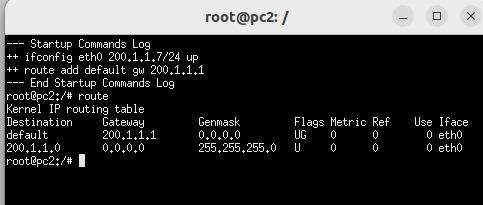 root@pc2: /
--- Startup Commands Log
++ ifconfig eth0 200.1.1.7/24 up
++ route add default gw 200.1.1.1
--- End Startup Commands Log
root@pc2:/# route
Kernel IP routing table
Destination     Gateway         Genmask         Flags Metric Ref    Use Iface
default         200.1.1.1       0.0.0.0         UG    0      0        0 eth0
200.1.1.0       0.0.0.0         255.255.255.0   U     0      0        0 eth0
root@pc2:/#